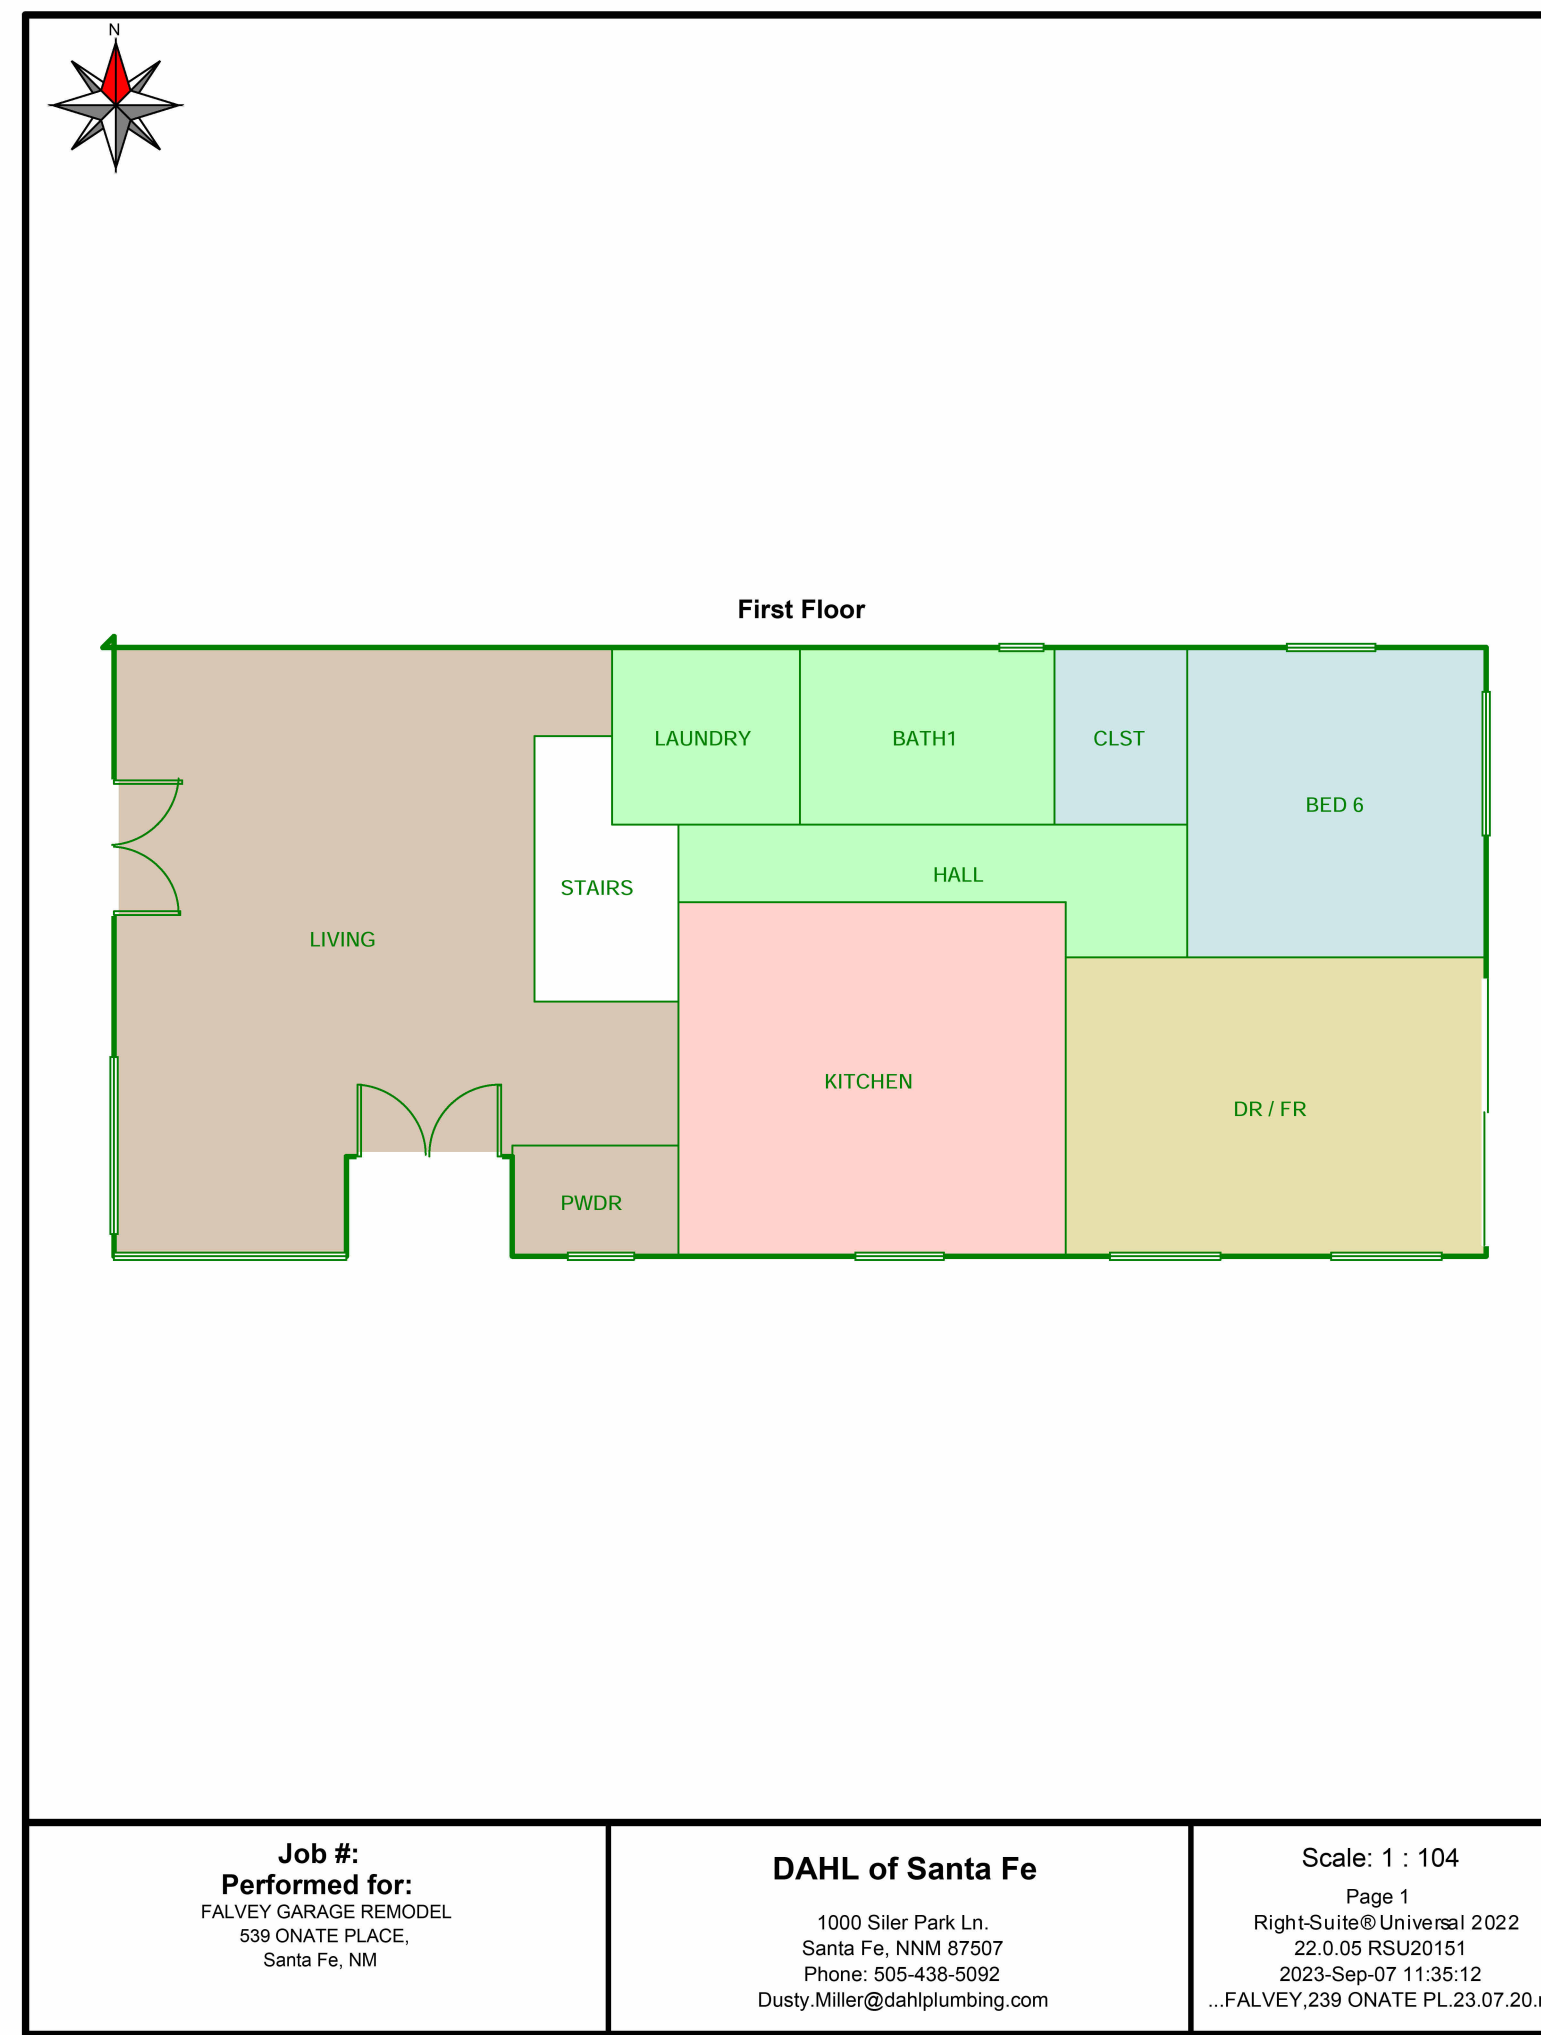 N
First Floor
LAUNDRY
BATH1
CLST
BED 6
STAIRS
HALL
LIVING
KITCHEN
DR / FR
PWDR
Job #:
Performed for:
FALVEY GARAGE REMODEL
539 ONATE PLACE,
Santa Fe, NM
DAHL of Santa Fe
1000 Siler Park Ln.
Santa Fe, NNM 87507
Phone: 505-438-5092
Dusty.Miller@dahlplumbing.com
Scale: 1 : 104
Page 1
Right-Suite® Universal 2022
22.0.05 RSU20151
2023-Sep-07 11:35:12
...FALVEY,239 ONATE PL.23.07.20.